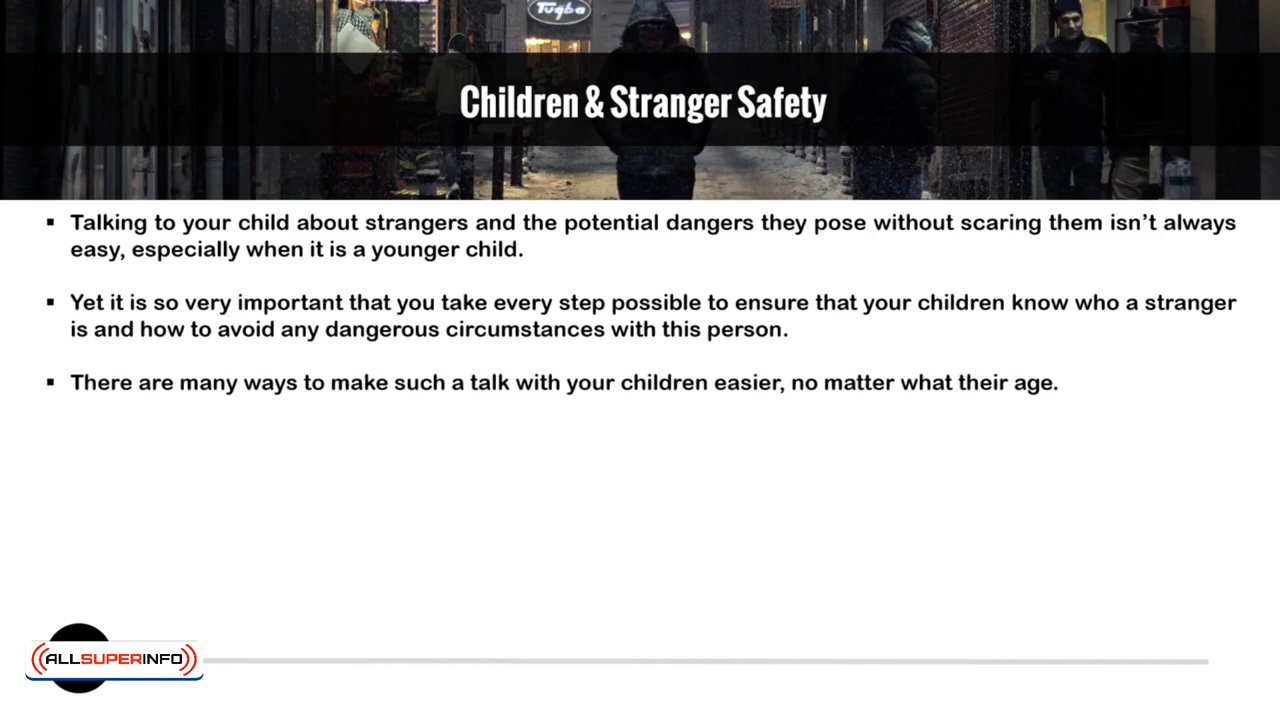 Tugba
Children & Stranger Safety
▪ Talking to your child about strangers and the potential dangers they pose without scaring them isn’t always
easy, especially when it is a younger child.
▪ Yet it is so very important that you take every step possible to ensure that your children know who a stranger
is and how to avoid any dangerous circumstances with this person.
▪ There are many ways to make such a talk with your children easier, no matter what their age.
ALLSUPERINFO